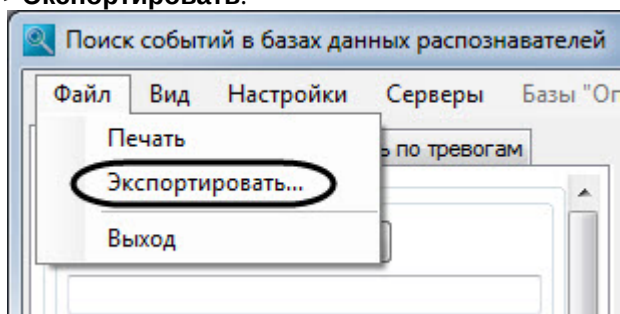 Экспортировать.
Поиск событий в базах данных распознавателей
Файл Вид Настройки Серверы Базы
Печать
по тревогам
Экспортировать...
Выход